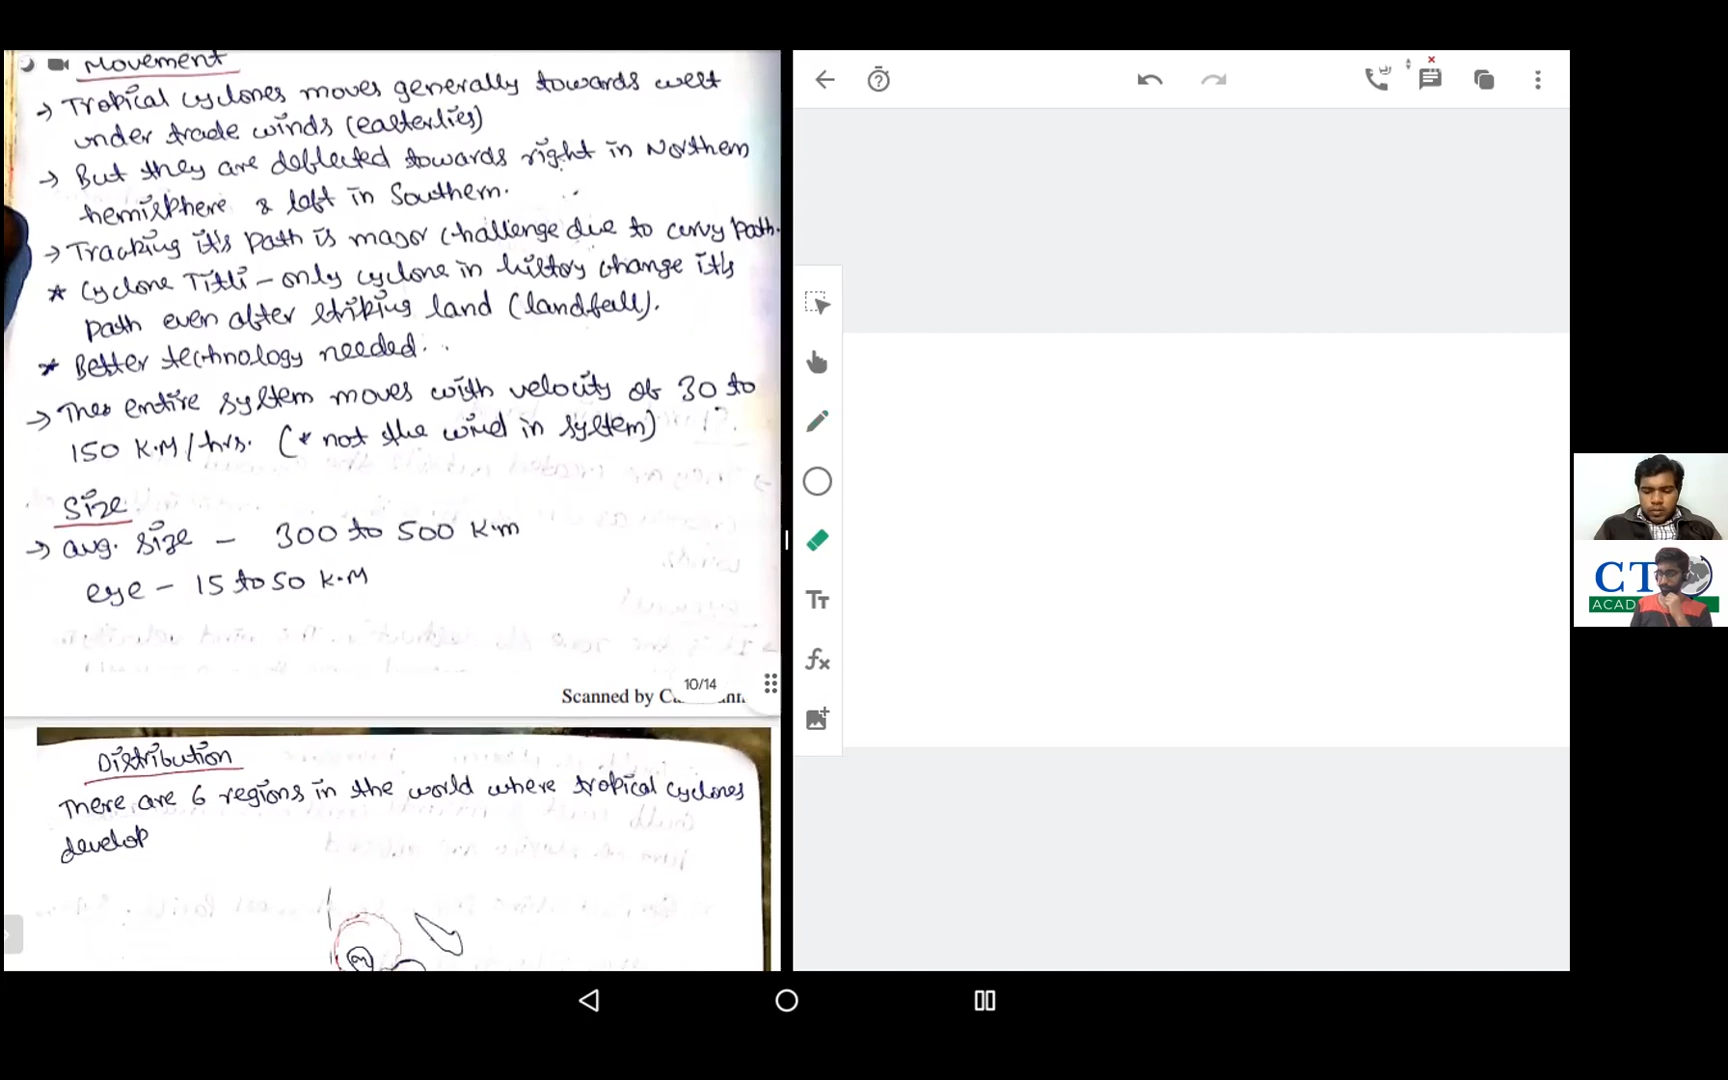 Movement
→ Tropical cyclones moves generally towards west
under trade winds (easterlies)
→ But they are deflected towards right in Northern
hemisphere & left in Southern.
→ Tracking it's path is major challenge due to curvy path.
* Cyclone Titli - only cyclone in history change it's
path even after striking land (landfall).
* Better technology needed.
→ The entire system moves with velocity of 30 to
150 K.M/hrs. (* not the wind in system)
Size
→ avg. size - 300 to 500 K.m
eye - 15 to 50 K.M
10/14
Scanned by
Distribution
There are 6 regions in the world where tropical cyclones
develop
Tт
fx
CT
ACAD